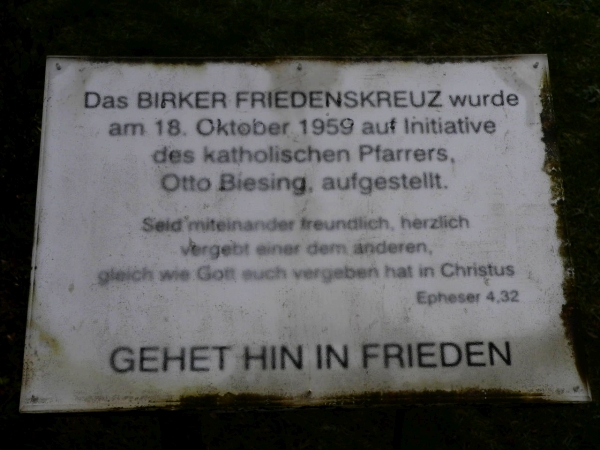 Das BIRKER FRIEDENSKREUZ wurde
am 18. Oktober 1959 auf Initiative
des katholischen Pfarrers,
Otto Biesing, aufgestellt.
Seid miteinander freundlich, herzlich
vergebt einer dem anderen,
gleich wie Gott euch vergeben hat in Christus
Epheser 4,32
GEHET HIN IN FRIEDEN